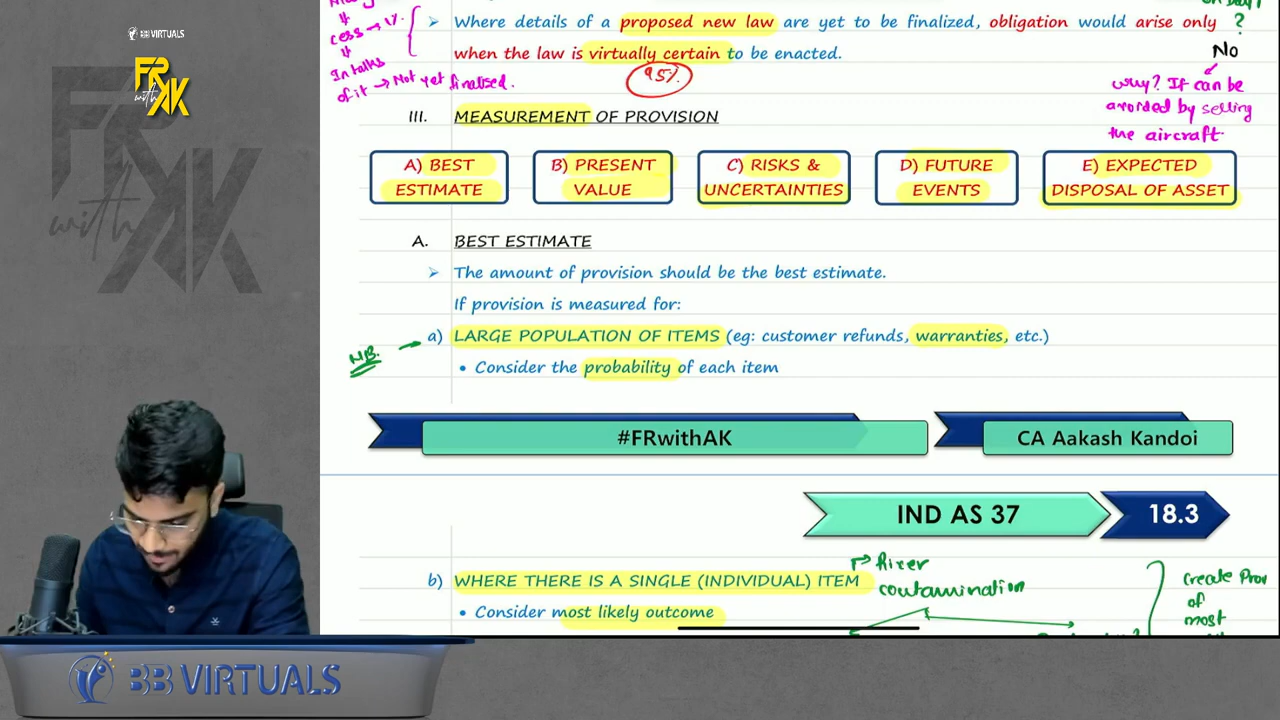 BB VIRTUALS
FR
with
AK
cess → 1%
In talks
of it → Not yet finalised.
➢ Where details of a proposed new law are yet to be finalized, obligation would arise only
when the law is virtually certain to be enacted.
95%
?
No
why? If can be
avoided by selling
the aircraft.
III. MEASUREMENT OF PROVISION
A) BEST
ESTIMATE
B) PRESENT
VALUE
C) RISKS &
UNCERTAINTIES
D) FUTURE
EVENTS
E) EXPECTED
DISPOSAL OF ASSET
A. BEST ESTIMATE
➢ The amount of provision should be the best estimate.
If provision is measured for:
NB.
a) LARGE POPULATION OF ITEMS (eg: customer refunds, warranties, etc.)
• Consider the probability of each item
#FRwithAK
CA Aakash Kandoi
IND AS 37
18.3
b) WHERE THERE IS A SINGLE (INDIVIDUAL) ITEM
• Consider most likely outcome
River
contamination
Create Prov
of
most
BB VIRTUALS